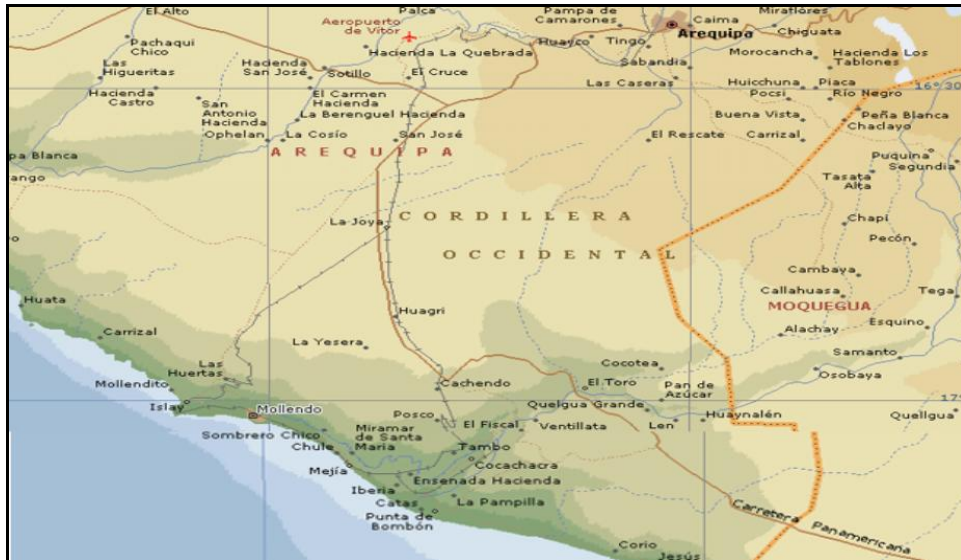 El Alto
Palca
Pampa de
Camarones
Caima
Miraflóres
Aeropuerto
de Vitór
Arequipa
Chiguata
Pachaqui
Chico
Hacienda La Quebrada
Huayco
Tingo
Morocancha
Hacienda Los
Tablones
Las
Higueritas
Hacienda
San José
Sotillo
El Cruce
Sabandia
Las Caseras
Huicchuna
Piaca
16° 30
Hacienda
Castro
San
Antonio
Hacienda
El Carmen
Hacienda
Pocsi
Río Negro
La Berenguel Hacienda
Buena Vista
Peña Blanca
Chaclayo
Ophelan
La Cosío
San José
El Rescate
Carrizal
pa Blanca
AREQUIPA
Puquina
Segundia
ango
Tasata
Alta
La Joya
CORDILLERA
Chapi
OCCIDENTAL
Pecón
Cambaya
Huata
Callahuasa
Tega
MOQUEGUA
Huagri
Carrizal
Alachay
Esquino
La Yesera
Las
Huertas
Cocotea
Samanto
Mollendito
Cachendo
El Toro
Pan de
Azúcar
Osobaya
Islay
Mollendo
Posco
Quelgua Grande
Huaynalén
17°
Quellgua
Sombrero Chico
Miramar
de Santa
Maria
El Fiscal
Ventillata
Len
Chule
Tambo
Mejía
Cocachacra
Ensenada Hacienda
Iberia
La Pampilla
Catas
Punta de
Bombón
Carretera Panamericana
Corio
Jesús